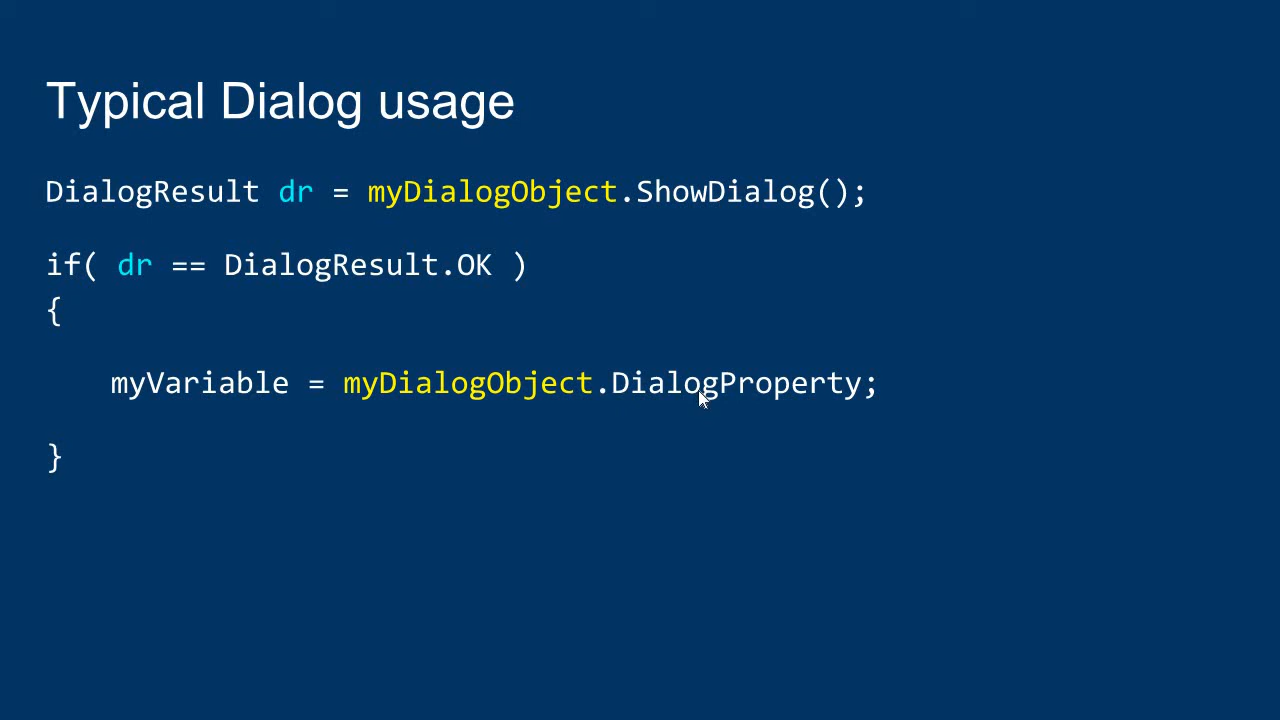 Typical Dialog usage
DialogResult dr = myDialogObject.ShowDialog();
if( dr == DialogResult.OK )
{
myVariable = myDialogObject.DialogProperty;
}